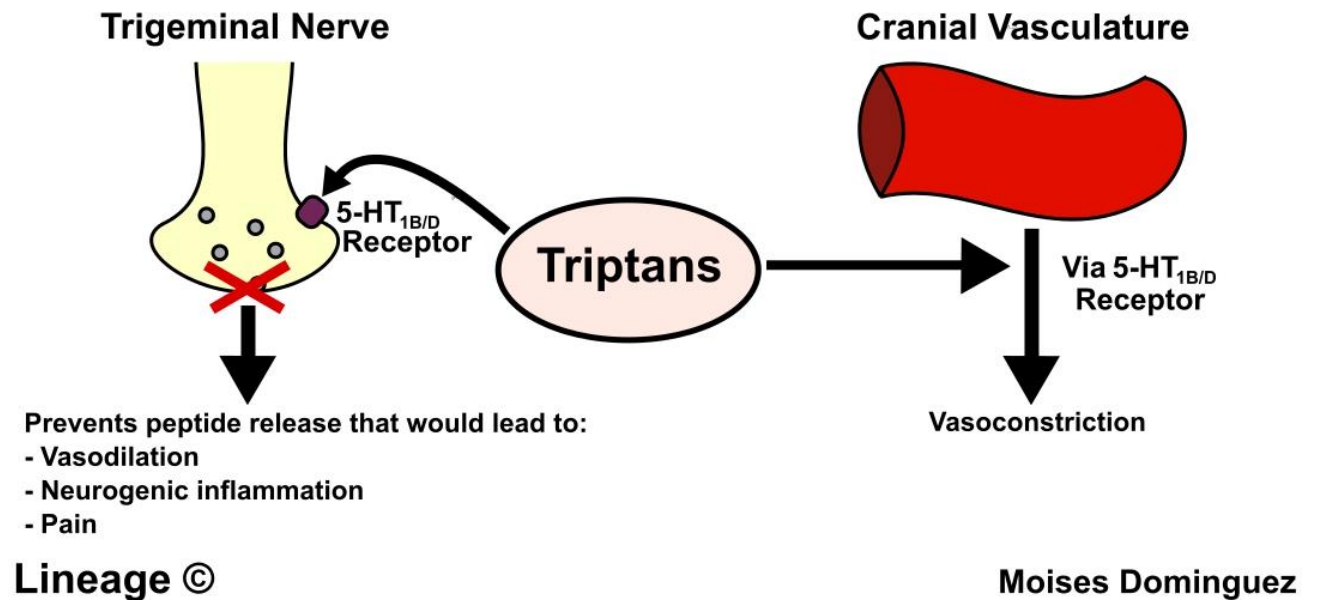 Trigeminal Nerve
Cranial Vasculature
5-HT1B/D
Receptor
Triptans
Via 5-HT1B/D
Receptor
Prevents peptide release that would lead to:
- Vasodilation
- Neurogenic inflammation
- Pain
Vasoconstriction
Lineage ©
Moises Dominguez